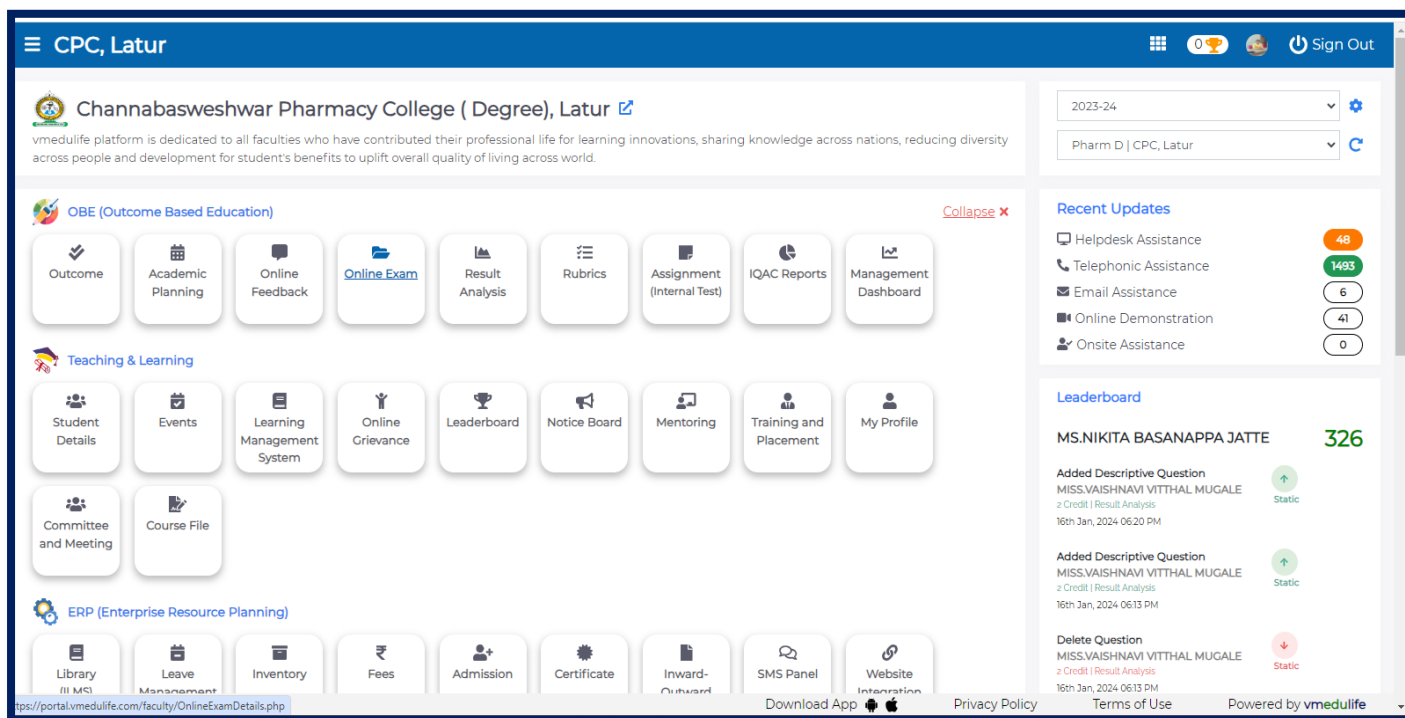 CPC, Latur
0
Sign Out
Channabasweshwar Pharmacy College ( Degree), Latur
vmedulife platform is dedicated to all faculties who have contributed their professional life for learning innovations, sharing knowledge across nations, reducing diversity
across people and development for student's benefits to uplift overall quality of living across world.
2023-24
Pharm D | CPC, Latur
OBE (Outcome Based Education)
Collapse
Outcome
Academic
Planning
Online
Feedback
Online Exam
Result
Analysis
Rubrics
Assignment
(Internal Test)
IQAC Reports
Management
Dashboard
Teaching & Learning
Student
Details
Events
Learning
Management
System
Online
Grievance
Leaderboard
Notice Board
Mentoring
Training and
Placement
My Profile
Committee
and Meeting
Course File
ERP (Enterprise Resource Planning)
Library
(ILMS)
Leave
Management
Inventory
Fees
Admission
Certificate
Inward-
Outward
SMS Panel
Website
Integration
Recent Updates
Helpdesk Assistance 48
Telephonic Assistance 1493
Email Assistance 6
Online Demonstration 41
Onsite Assistance 0
Leaderboard
MS.NIKITA BASANAPPA JATTE 326
Added Descriptive Question
MISS.VAISHNAVI VITTHAL MUGALE
2 Credit | Result Analysis
16th Jan, 2024 06:20 PM
Static
Added Descriptive Question
MISS.VAISHNAVI VITTHAL MUGALE
2 Credit | Result Analysis
16th Jan, 2024 06:13 PM
Static
Delete Question
MISS.VAISHNAVI VITTHAL MUGALE
2 Credit | Result Analysis
16th Jan, 2024 06:13 PM
Static
ttps://portal.vmedulife.com/faculty/OnlineExamDetails.php
Download App
Privacy Policy
Terms of Use
Powered by vmedulife